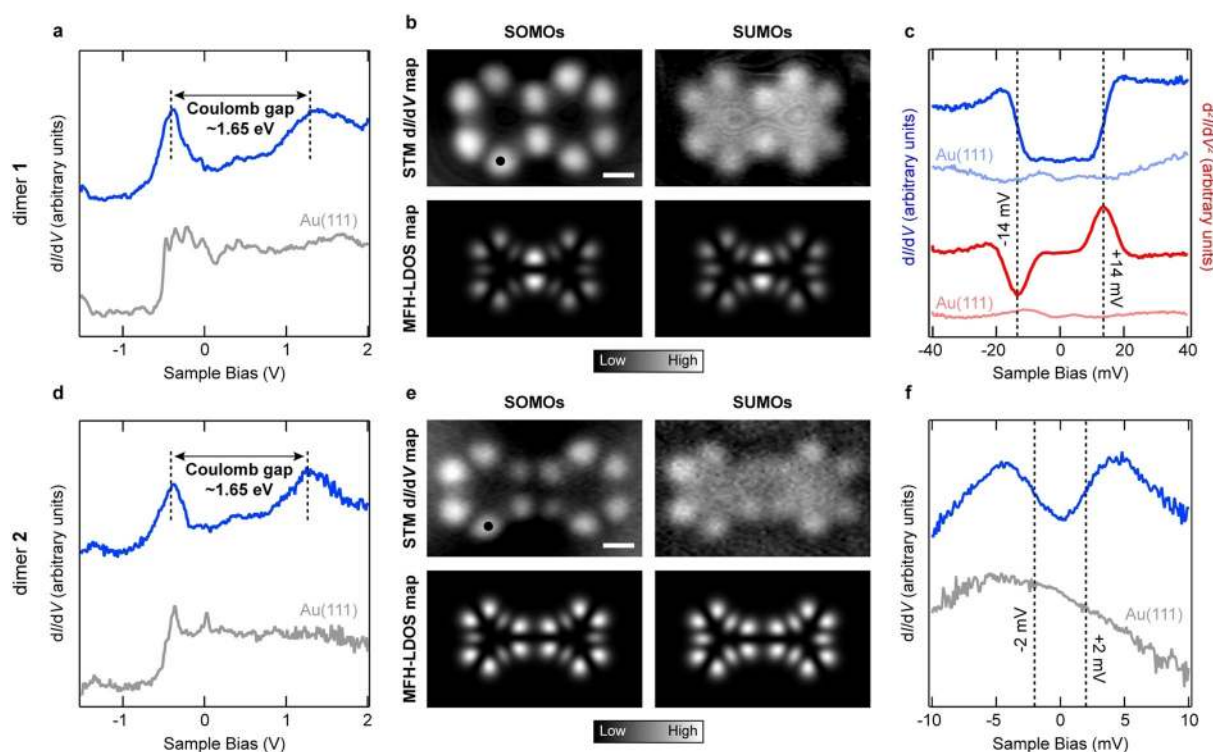 a
b
c
SOMOs
SUMOs
dimer 1
dI/dV (arbitrary units)
Coulomb gap
~1.65 eV
Au(111)
-1
0
1
2
Sample Bias (V)
STM dI/dV map
MFH-LDOS map
Low
High
dI/dV (arbitrary units)
Au(111)
-14 mV
+14 mV
Au(111)
d²I/dV² (arbitrary units)
-40
-20
0
20
40
Sample Bias (mV)
d
e
f
SOMOs
SUMOs
dimer 2
dI/dV (arbitrary units)
Coulomb gap
~1.65 eV
Au(111)
-1
0
1
2
Sample Bias (V)
STM dI/dV map
MFH-LDOS map
Low
High
dI/dV (arbitrary units)
Au(111)
-2 mV
+2 mV
-10
-5
0
5
10
Sample Bias (mV)